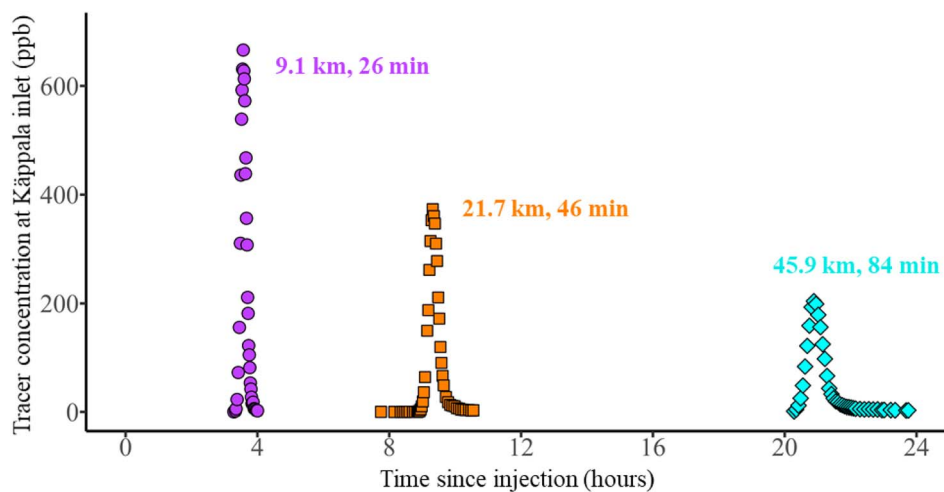 Tracer concentration at Käppala inlet (ppb)
600
400
200
0
9.1 km, 26 min
21.7 km, 46 min
45.9 km, 84 min
0 4 8 12 16 20 24
Time since injection (hours)